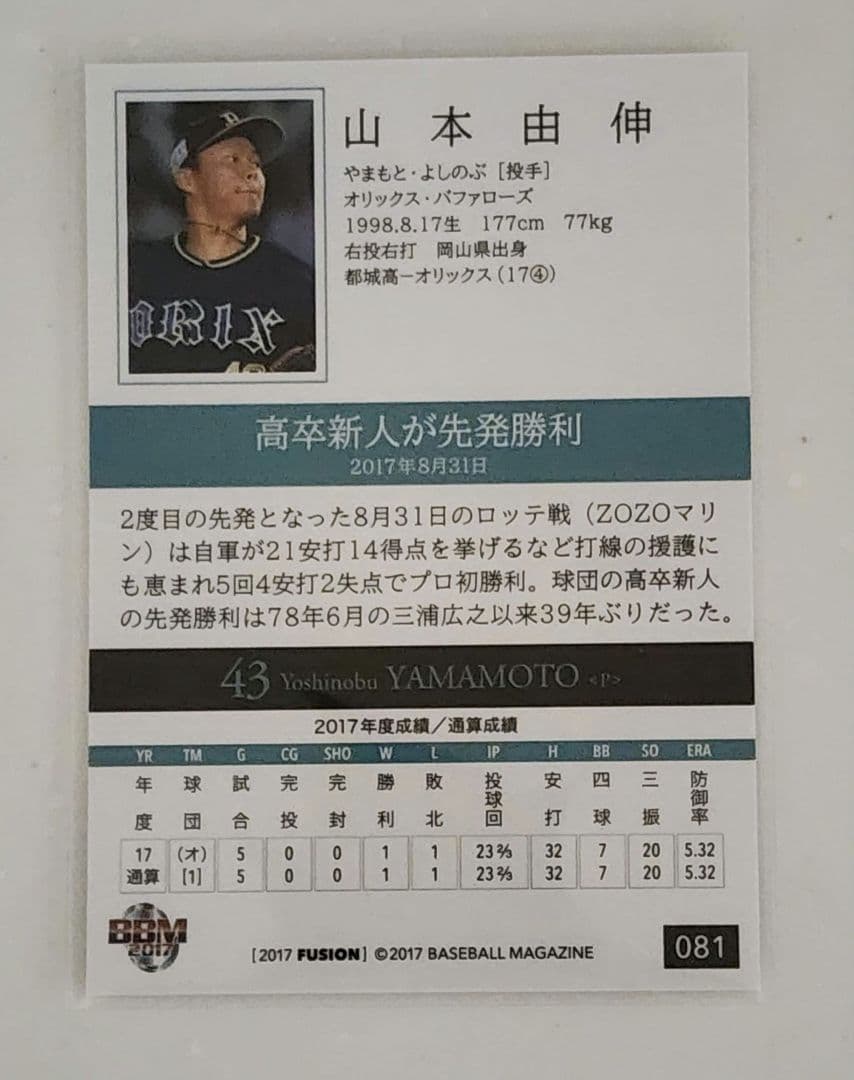 山本由伸
やまもと・よしのぶ［投手］
オリックス・バファローズ
1998.8.17生 177cm 77kg
右投右打 岡山県出身
都城高－オリックス（17④）
ORIX
高卒新人が先発勝利
2017年8月31日
2度目の先発となった8月31日のロッテ戦（ZOZOマリ
ン）は自軍が21安打14得点を挙げるなど打線の援護に
も恵まれ5回4安打2失点でプロ初勝利。球団の高卒新人
の先発勝利は78年6月の三浦広之以来39年ぶりだった。
43 Yoshinobu YAMAMOTO <P>
2017年度成績／通算成績
YR TM G CG SHO W L IP H BB SO ERA
年度 球団 試合 完投 完封 勝利 敗北 投球回 安打 四球 三振 防御率
17 （オ） 5 0 0 1 1 23⅔ 32 7 20 5.32
通算 [1] 5 0 0 1 1 23⅔ 32 7 20 5.32
BBM
2017
[2017 FUSION] ©2017 BASEBALL MAGAZINE
081